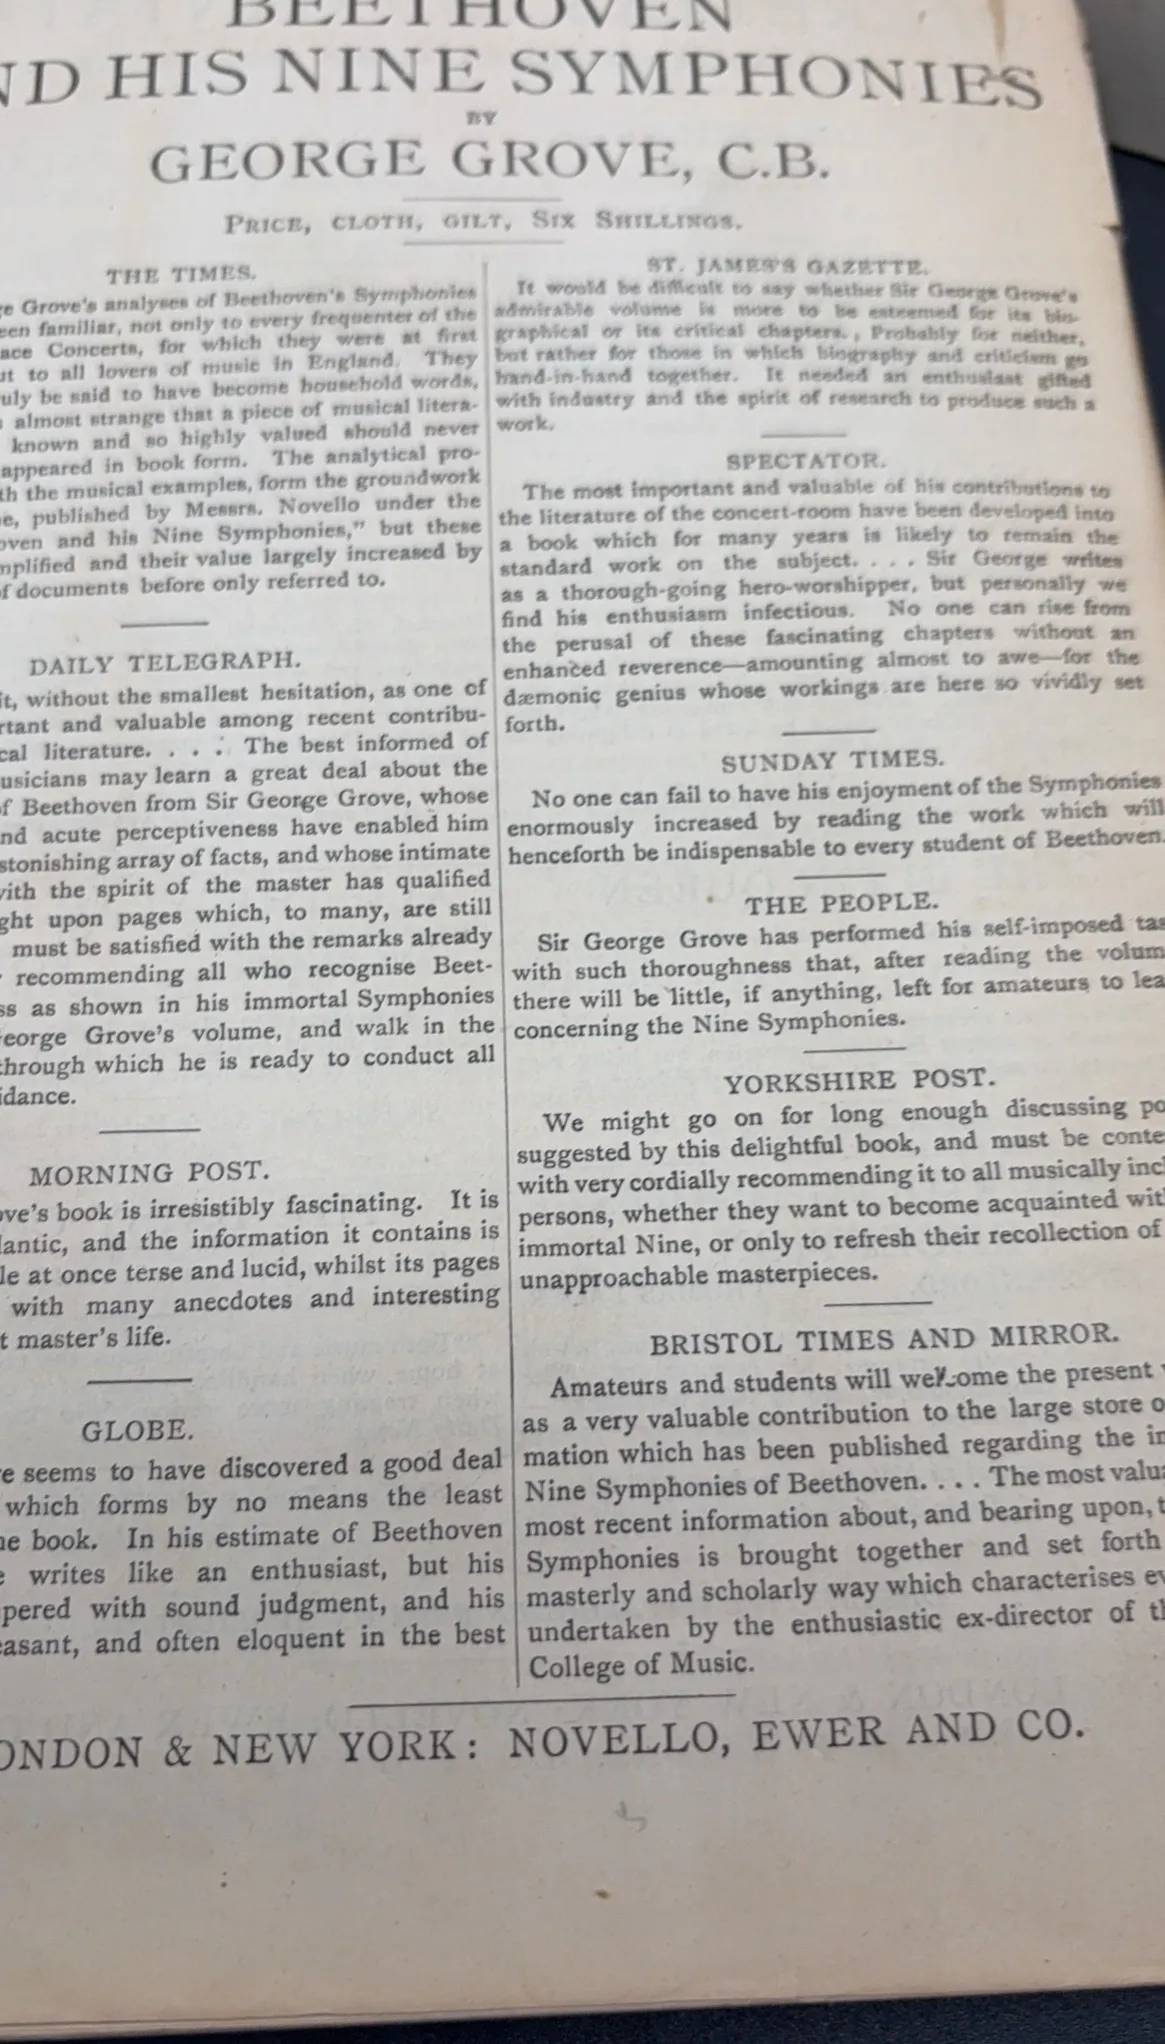 BEETHOVEN
ND HIS NINE SYMPHONIES
BY
GEORGE GROVE, C.B.
PRICE, CLOTH, GILT, SIX SHILLINGS.
THE TIMES.
Grove's analyses of Beethoven's Symphonies
een familiar, not only to every frequenter of the
ace Concerts, for which they were at first
ut to all lovers of music in England. They
uly be said to have become household words,
almost strange that a piece of musical litera-
known and so highly valued should never
appeared in book form. The analytical pro-
th the musical examples, form the groundwork
e, published by Messrs. Novello under the
oven and his Nine Symphonies," but these
mplified and their value largely increased by
f documents before only referred to.
DAILY TELEGRAPH.
it, without the smallest hesitation, as one of
rtant and valuable among recent contribu-
cal literature. . . . The best informed of
usicians may learn a great deal about the
f Beethoven from Sir George Grove, whose
nd acute perceptiveness have enabled him
stonishing array of facts, and whose intimate
with the spirit of the master has qualified
ght upon pages which, to many, are still
must be satisfied with the remarks already
recommending all who recognise Beet-
ss as shown in his immortal Symphonies
eorge Grove's volume, and walk in the
through which he is ready to conduct all
idance.
MORNING POST.
ove's book is irresistibly fascinating. It is
lantic, and the information it contains is
le at once terse and lucid, whilst its pages
with many anecdotes and interesting
t master's life.
GLOBE.
e seems to have discovered a good deal
which forms by no means the least
e book. In his estimate of Beethoven
e writes like an enthusiast, but his
pered with sound judgment, and his
easant, and often eloquent in the best
ST. JAMES'S GAZETTE.
It would be difficult to say whether Sir George Grove's
admirable volume is more to be esteemed for its bio-
graphical or its critical chapters. Probably for neither,
but rather for those in which biography and criticism go
hand-in-hand together. It needed an enthusiast gifted
with industry and the spirit of research to produce such a
work.
SPECTATOR.
The most important and valuable of his contributions to
the literature of the concert-room have been developed into
a book which for many years is likely to remain the
standard work on the subject. . . . Sir George writes
as a thorough-going hero-worshipper, but personally we
find his enthusiasm infectious. No one can rise from
the perusal of these fascinating chapters without an
enhanced reverence—amounting almost to awe—for the
dæmonic genius whose workings are here so vividly set
forth.
SUNDAY TIMES.
No one can fail to have his enjoyment of the Symphonies
enormously increased by reading the work which will
henceforth be indispensable to every student of Beethoven.
THE PEOPLE.
Sir George Grove has performed his self-imposed tas
with such thoroughness that, after reading the volum
there will be little, if anything, left for amateurs to lea
concerning the Nine Symphonies.
YORKSHIRE POST.
We might go on for long enough discussing po
suggested by this delightful book, and must be conte
with very cordially recommending it to all musically incl
persons, whether they want to become acquainted wit
immortal Nine, or only to refresh their recollection of
unapproachable masterpieces.
BRISTOL TIMES AND MIRROR.
Amateurs and students will welcome the present
as a very valuable contribution to the large store o
mation which has been published regarding the im
Nine Symphonies of Beethoven. . . . The most valua
most recent information about, and bearing upon, t
Symphonies is brought together and set forth
masterly and scholarly way which characterises ev
undertaken by the enthusiastic ex-director of th
College of Music.
ONDON & NEW YORK: NOVELLO, EWER AND CO.